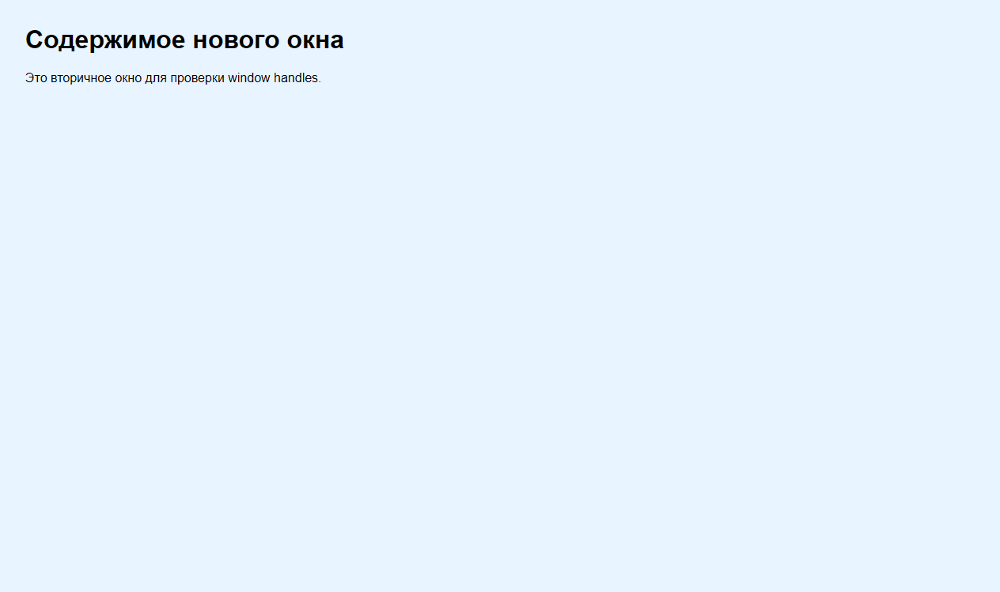 Содержимое нового окна
Это вторичное окно для проверки window handles.